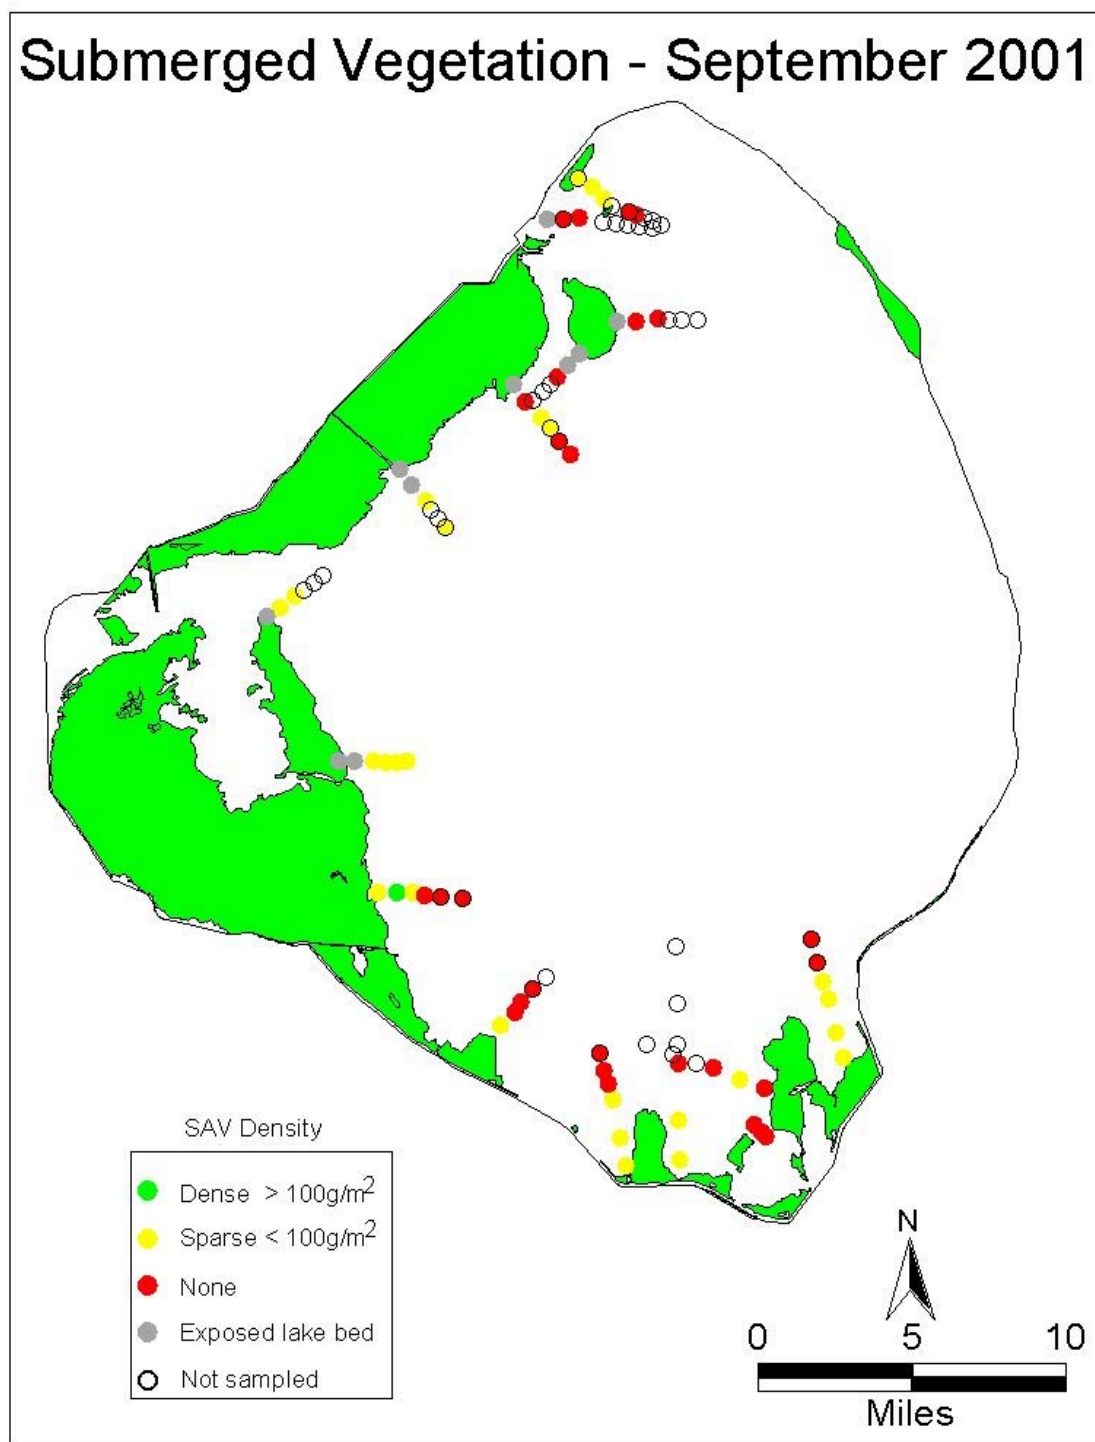 Submerged Vegetation - September 2001
SAV Density
Dense > 100g/m²
Sparse < 100g/m²
None
Exposed lake bed
Not sampled
N
0 5 10
Miles